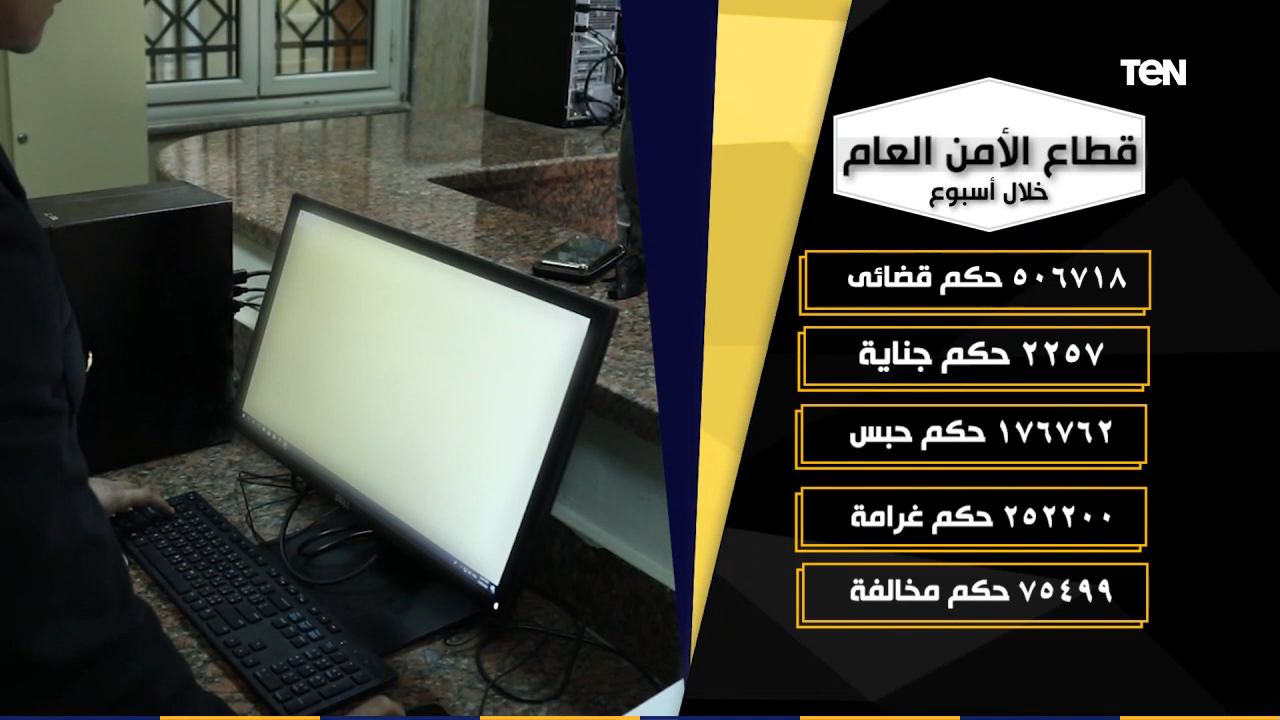 TEN
قطاع الأمن العام
خلال أسبوع
٥٠٦٧١٨ حكم قضائى
٢٢٥٧ حكم جناية
١٧٦٧٦٢ حكم حبس
٢٥٢٢٠٠ حكم غرامة
٧٥٤٩٩ حكم مخالفة